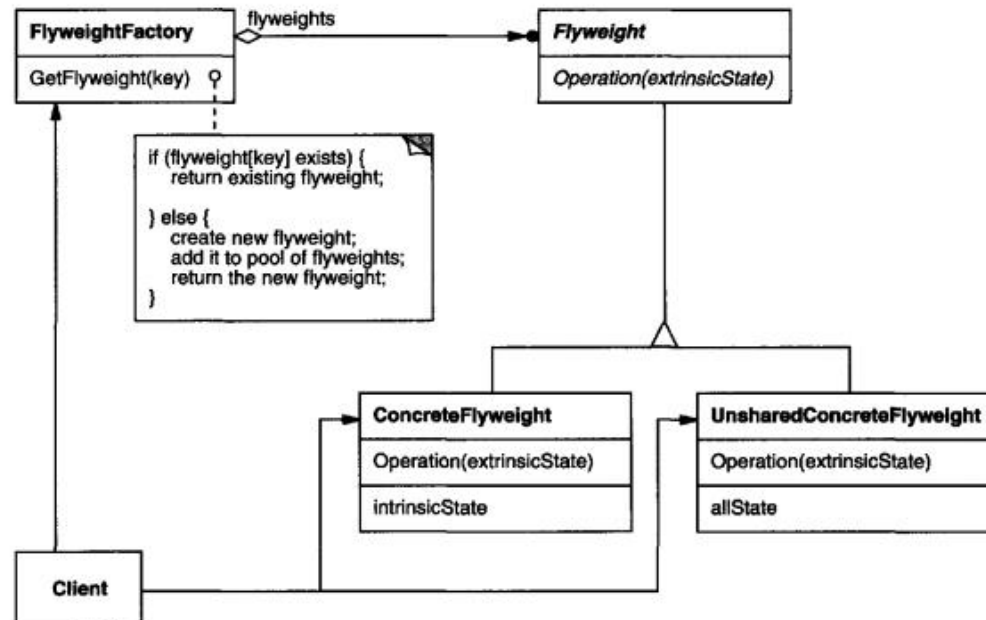 FlyweightFactory
flyweights
Flyweight
GetFlyweight(key)
Operation(extrinsicState)
if (flyweight[key] exists) {
return existing flyweight;
} else {
create new flyweight;
add it to pool of flyweights;
return the new flyweight;
}
ConcreteFlyweight
UnsharedConcreteFlyweight
Operation(extrinsicState)
Operation(extrinsicState)
intrinsicState
allState
Client